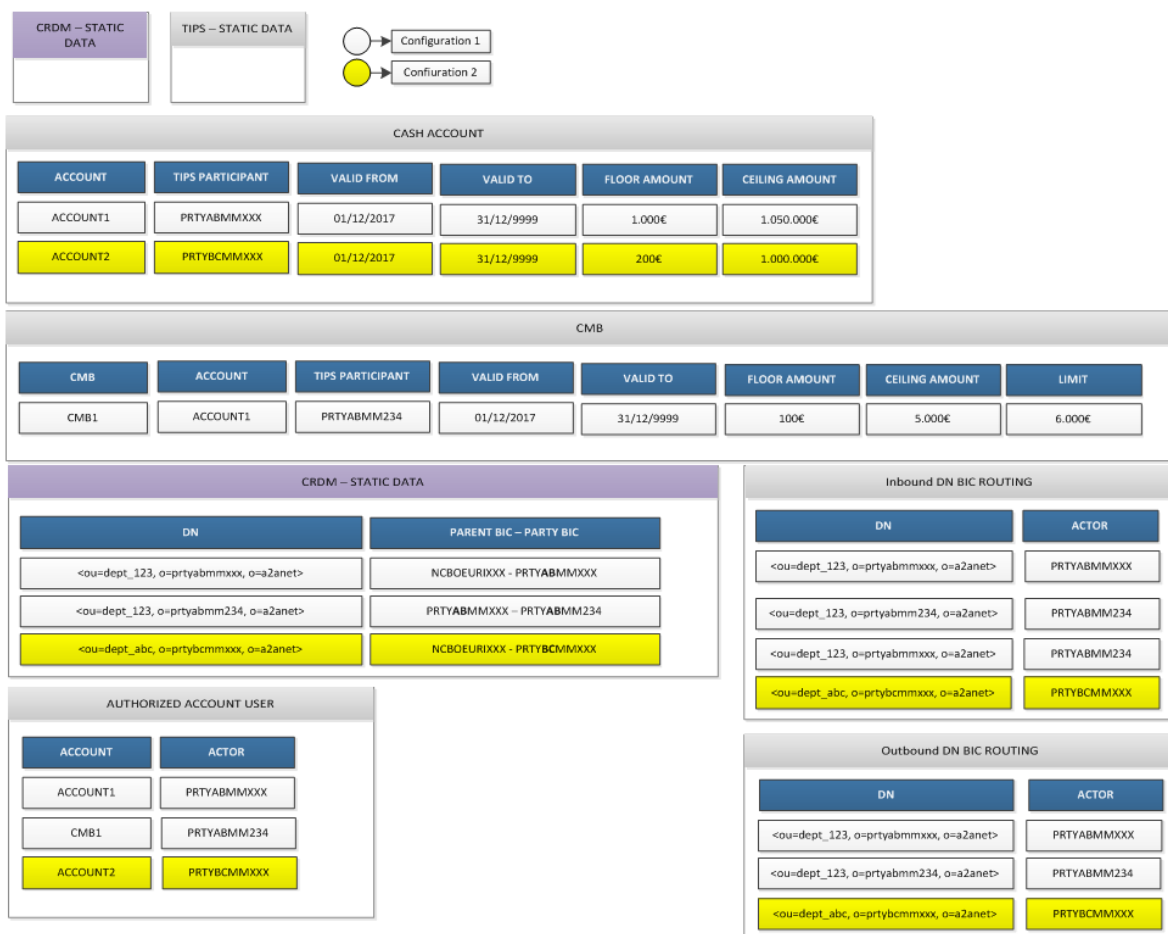 CRDM – STATIC
DATA
TIPS – STATIC DATA
Configuration 1
Confiuration 2
CASH ACCOUNT
ACCOUNT TIPS PARTICIPANT VALID FROM VALID TO FLOOR AMOUNT CEILING AMOUNT
ACCOUNT1 PRTYABMMXXX 01/12/2017 31/12/9999 1.000€ 1.050.000€
ACCOUNT2 PRTYBCMMXXX 01/12/2017 31/12/9999 200€ 1.000.000€
CMB
CMB ACCOUNT TIPS PARTICIPANT VALID FROM VALID TO FLOOR AMOUNT CEILING AMOUNT LIMIT
CMB1 ACCOUNT1 PRTYABMM234 01/12/2017 31/12/9999 100€ 5.000€ 6.000€
CRDM – STATIC DATA
DN PARENT BIC – PARTY BIC
<ou=dept_123, o=prtyabmmxxx, o=a2anet> NCBOEURIXXX - PRTYABMMXXX
<ou=dept_123, o=prtyabmm234, o=a2anet> PRTYABMMXXX – PRTYABMM234
<ou=dept_abc, o=prtybcmmxxx, o=a2anet> NCBOEURIXXX - PRTYBCMMXXX
Inbound DN BIC ROUTING
DN ACTOR
<ou=dept_123, o=prtyabmmxxx, o=a2anet> PRTYABMMXXX
<ou=dept_123, o=prtyabmm234, o=a2anet> PRTYABMM234
<ou=dept_123, o=prtyabmmxxx, o=a2anet> PRTYABMM234
<ou=dept_abc, o=prtybcmmxxx, o=a2anet> PRTYBCMMXXX
AUTHORIZED ACCOUNT USER
ACCOUNT ACTOR
ACCOUNT1 PRTYABMMXXX
CMB1 PRTYABMM234
ACCOUNT2 PRTYBCMMXXX
Outbound DN BIC ROUTING
DN ACTOR
<ou=dept_123, o=prtyabmmxxx, o=a2anet> PRTYABMMXXX
<ou=dept_123, o=prtyabmm234, o=a2anet> PRTYABMM234
<ou=dept_abc, o=prtybcmmxxx, o=a2anet> PRTYBCMMXXX